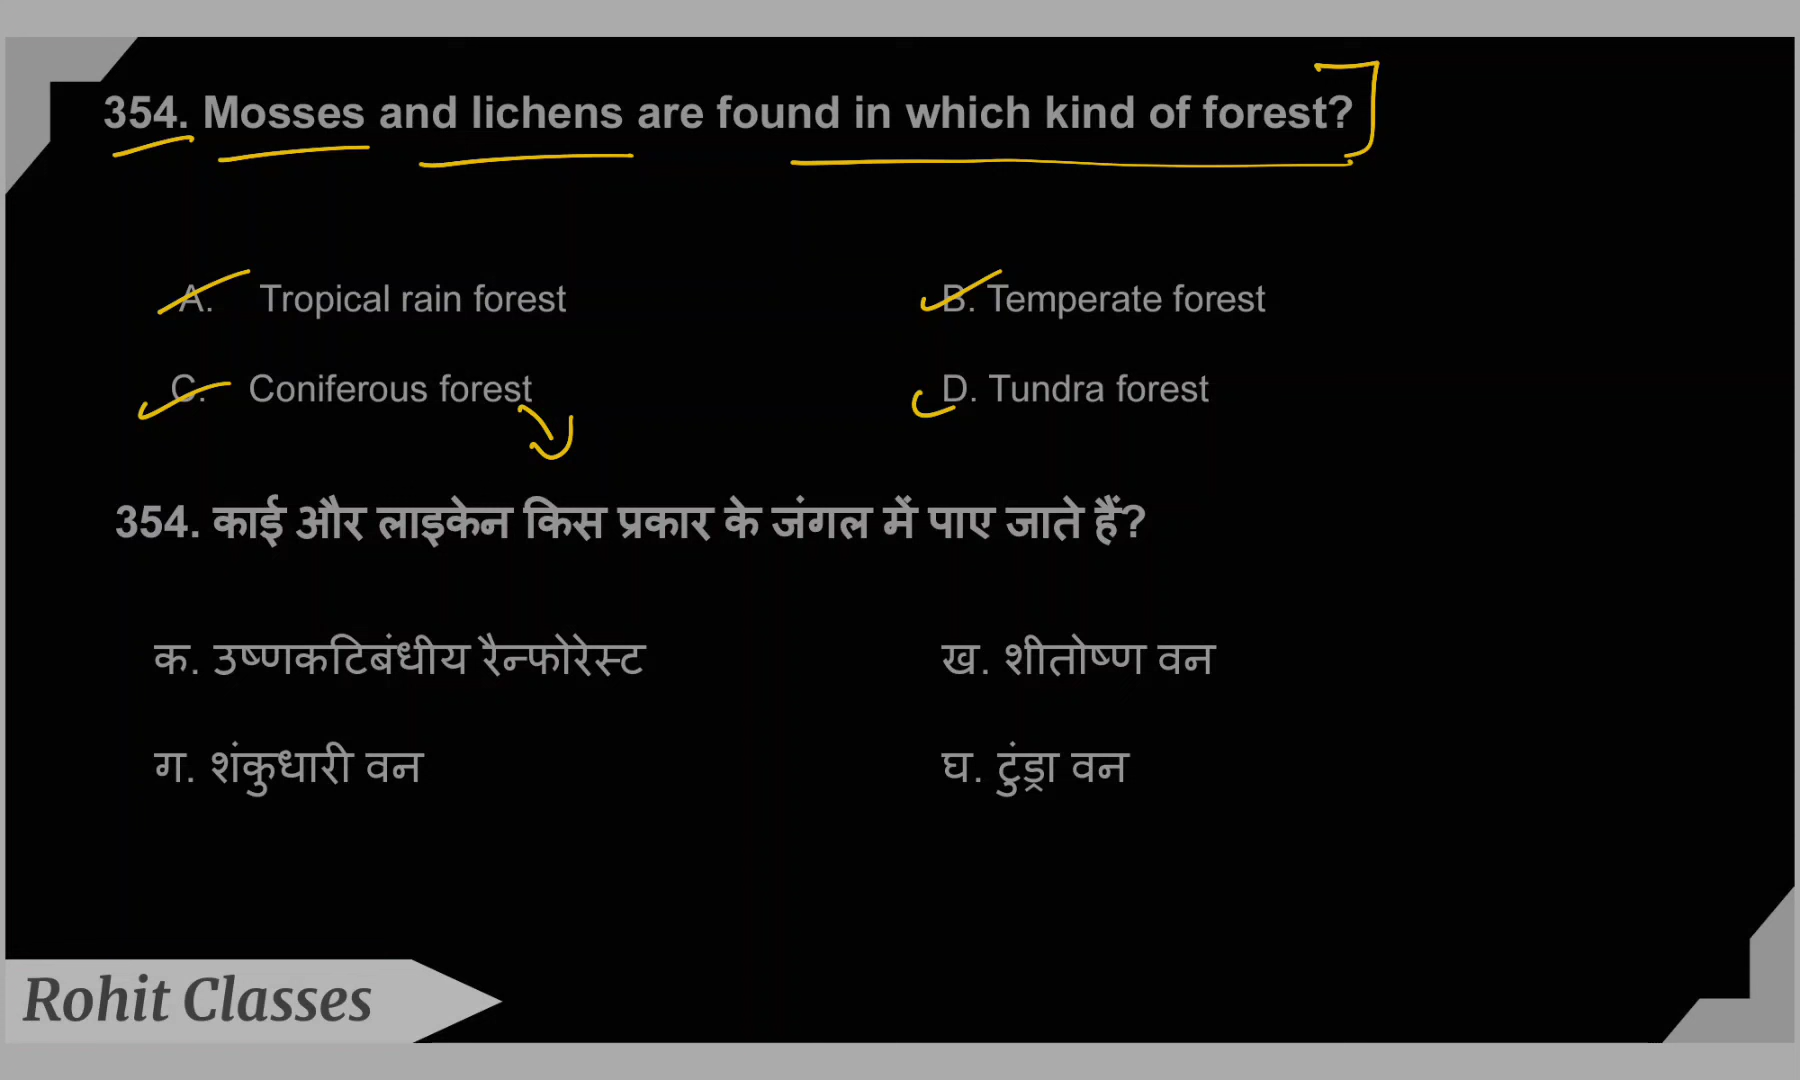 354. Mosses and lichens are found in which kind of forest?
A. Tropical rain forest
B. Temperate forest
C. Coniferous forest
D. Tundra forest
354. काई और लाइकेन किस प्रकार के जंगल में पाए जाते हैं?
क. उष्णकटिबंधीय रैन्फोरेस्ट
ख. शीतोष्ण वन
ग. शंकुधारी वन
घ. टुंड्रा वन
Rohit Classes